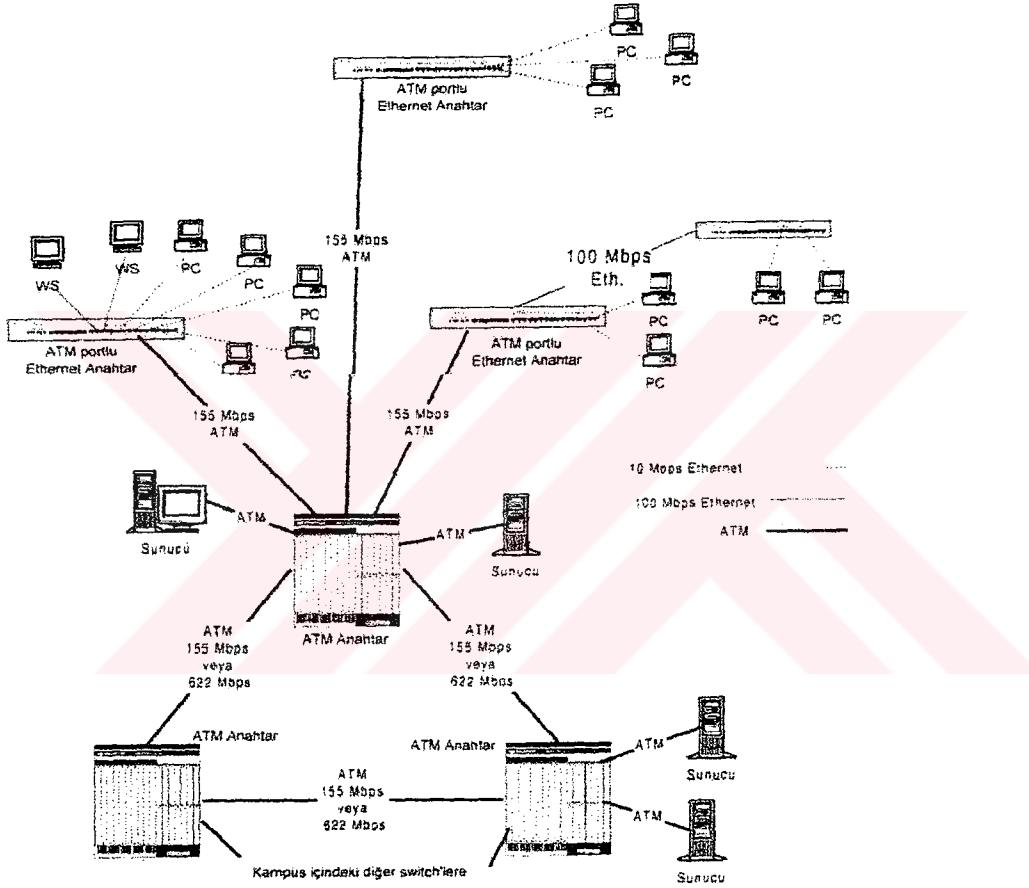 PC
PC
PC
ATM portlu
Ethernet Anahtar
155 Mbps
ATM
100 Mbps
Eth.
WS
WS
PC
PC
PC
PC
PC
PC
PC
PC
ATM portlu
Ethernet Anahtar
ATM portlu
Ethernet Anahtar
155 Mbps
ATM
155 Mbps
ATM
10 Mbps Ethernet
100 Mbps Ethernet
ATM
ATM
Sunucu
ATM
Sunucu
ATM Anahtar
ATM
155 Mbps
veya
622 Mbps
ATM
155 Mbps
veya
622 Mbps
ATM Anahtar
ATM Anahtar
ATM
Sunucu
ATM
155 Mbps
veya
622 Mbps
ATM
Sunucu
Kampus içindeki diğer switch'lere